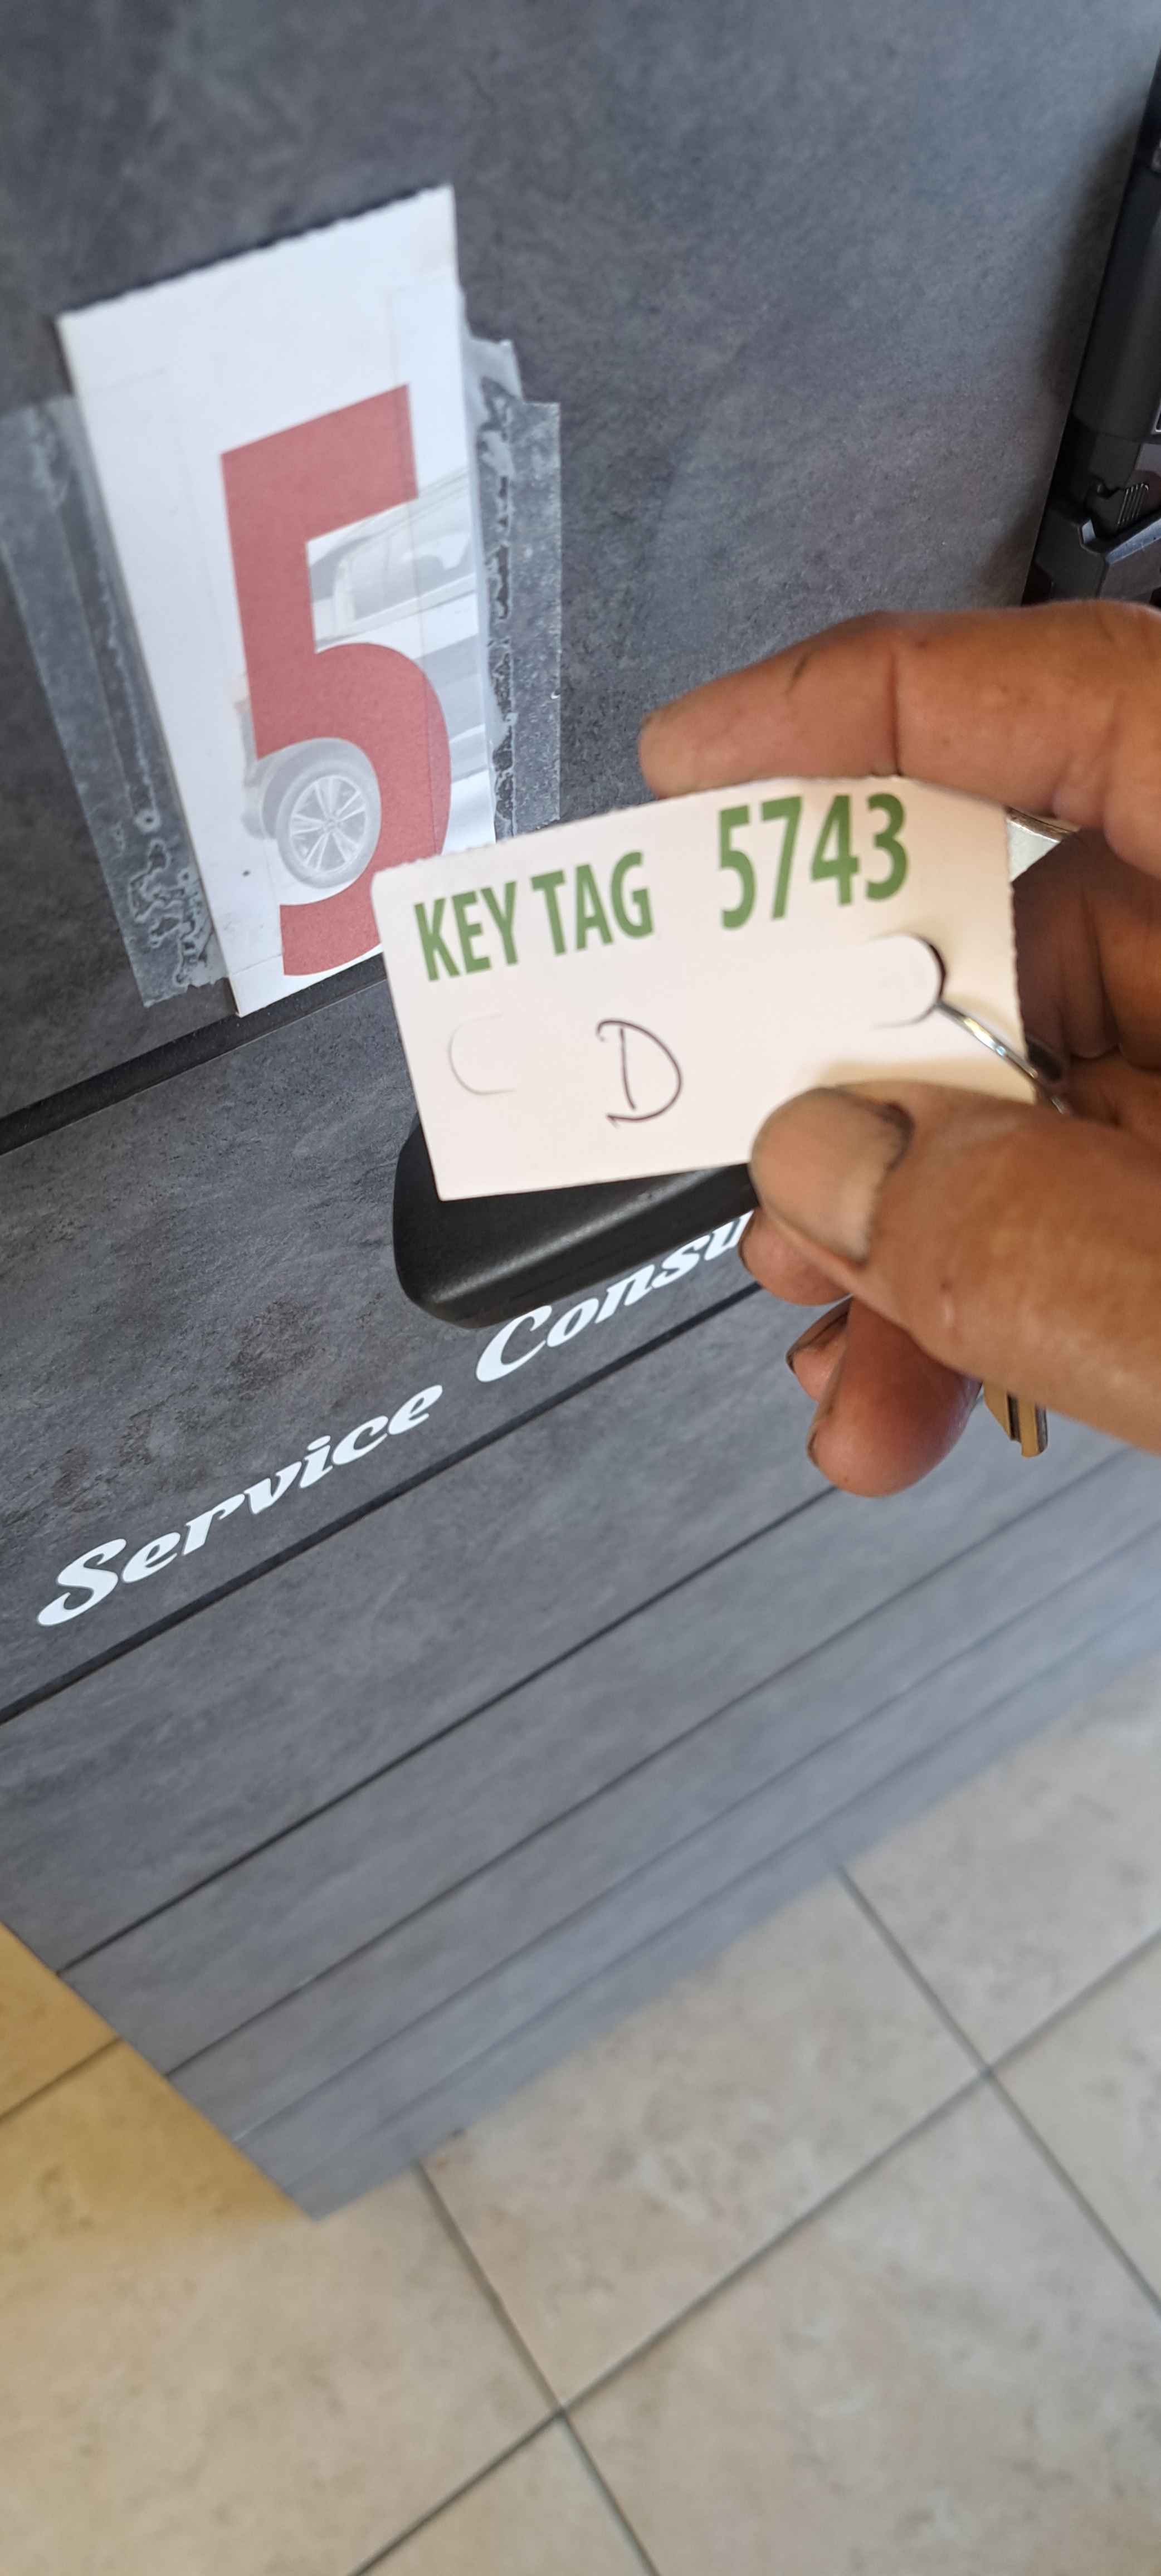 5
KEY TAG 5743
D
Service